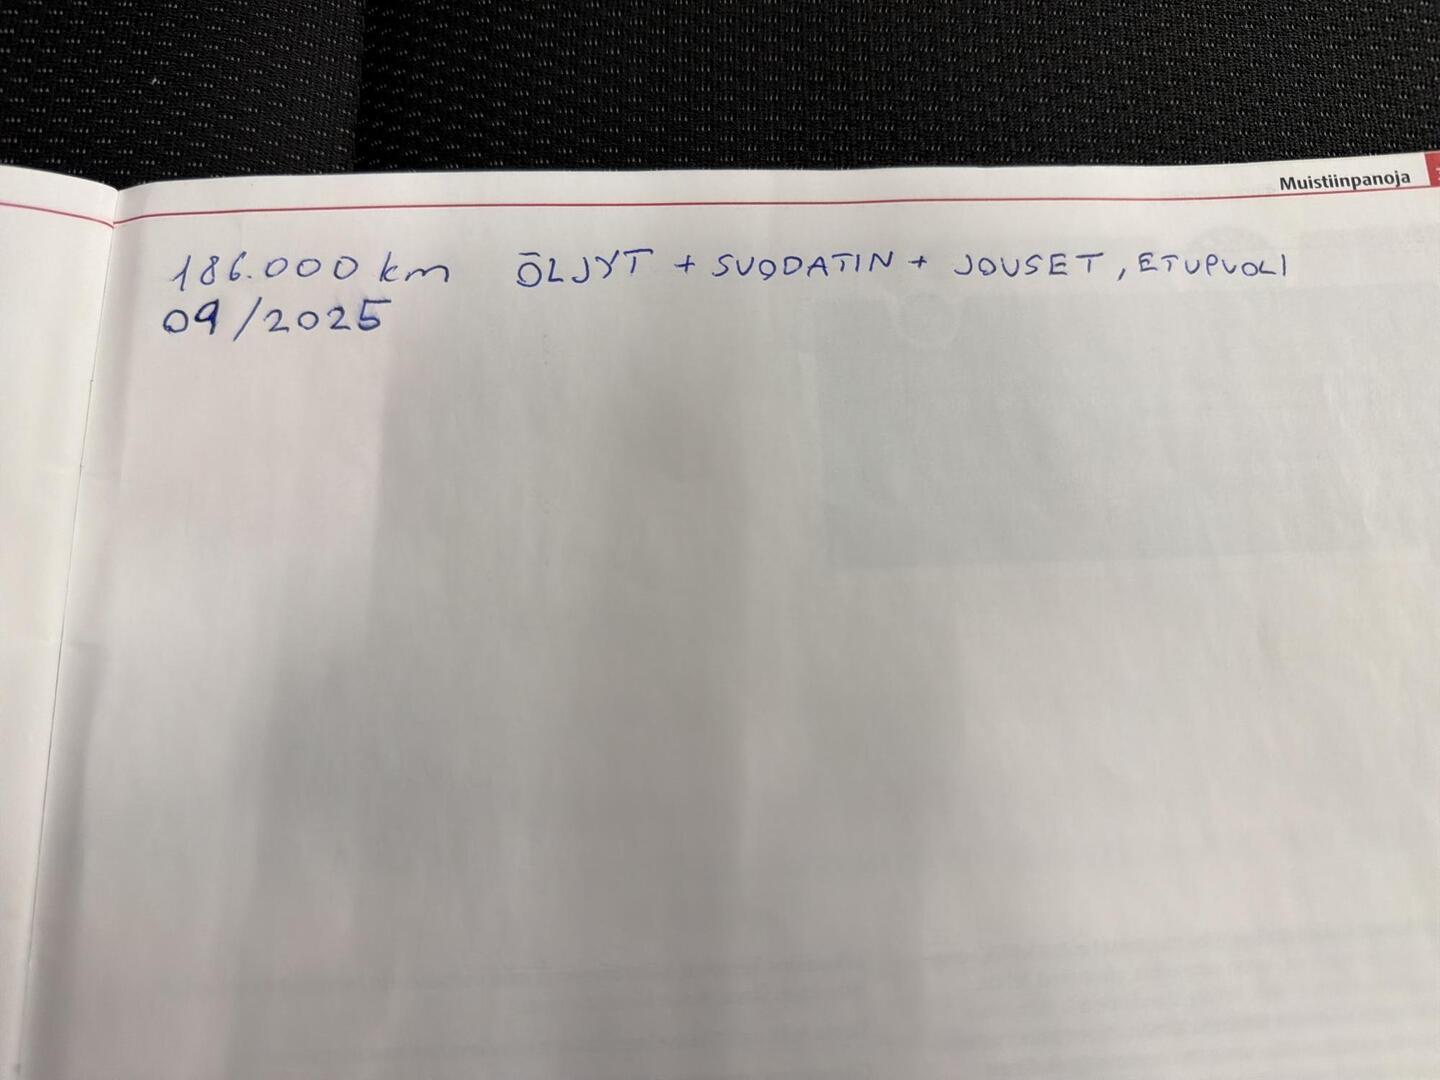 Muistiinpanoja
186.000 km ÖLJYT + SUODATIN + JOUSET, ETUPUOLI
09/2025